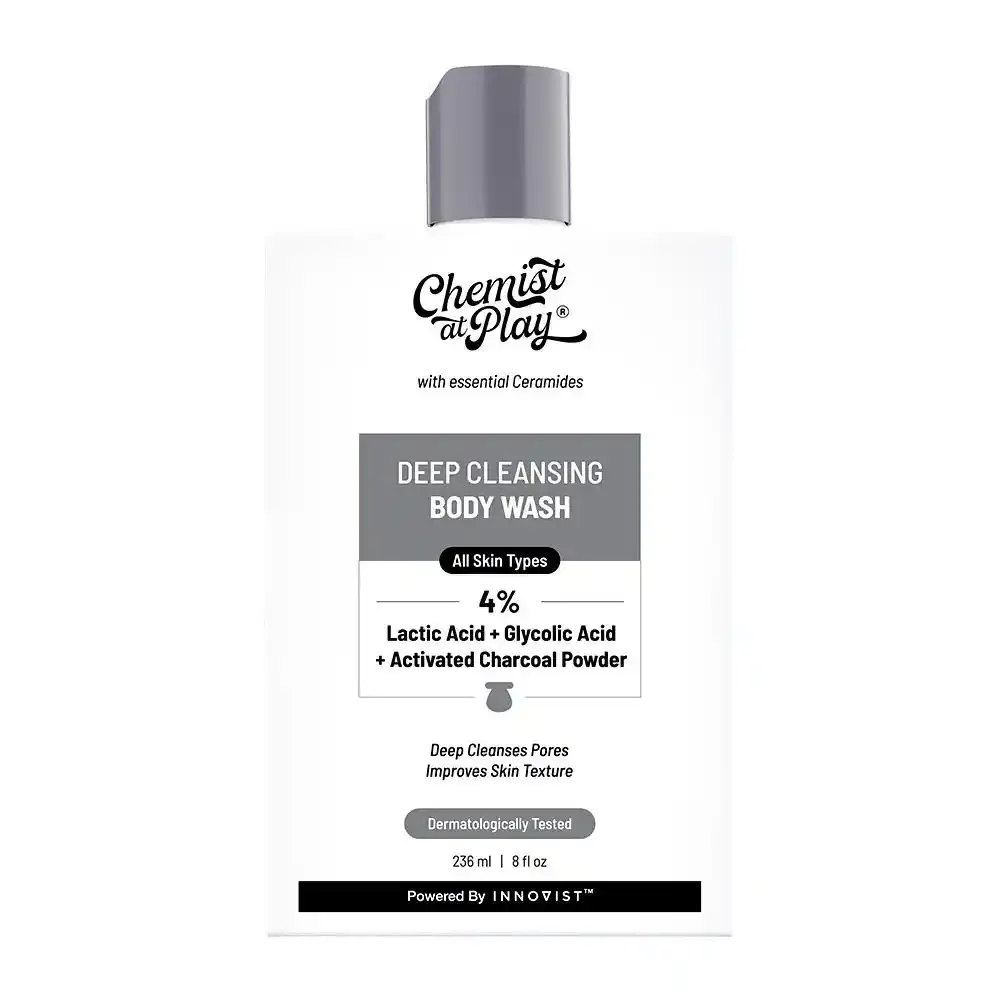 Chemist
at Play®
with essential Ceramides
DEEP CLEANSING
BODY WASH
All Skin Types
4%
Lactic Acid + Glycolic Acid
+ Activated Charcoal Powder
Deep Cleanses Pores
Improves Skin Texture
Dermatologically Tested
236 ml | 8 fl oz
Powered By INNOVIST™